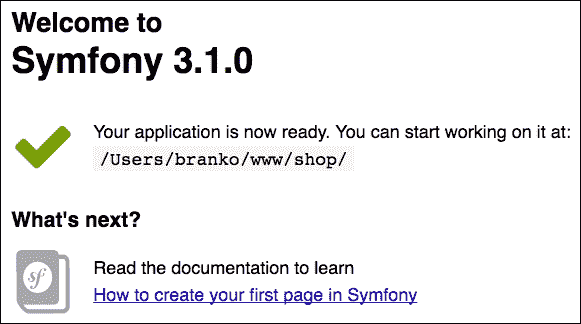 Welcome to
Symfony 3.1.0
Your application is now ready. You can start working on it at:
/Users/branko/www/shop/
What's next?
sf
Read the documentation to learn
How to create your first page in Symfony